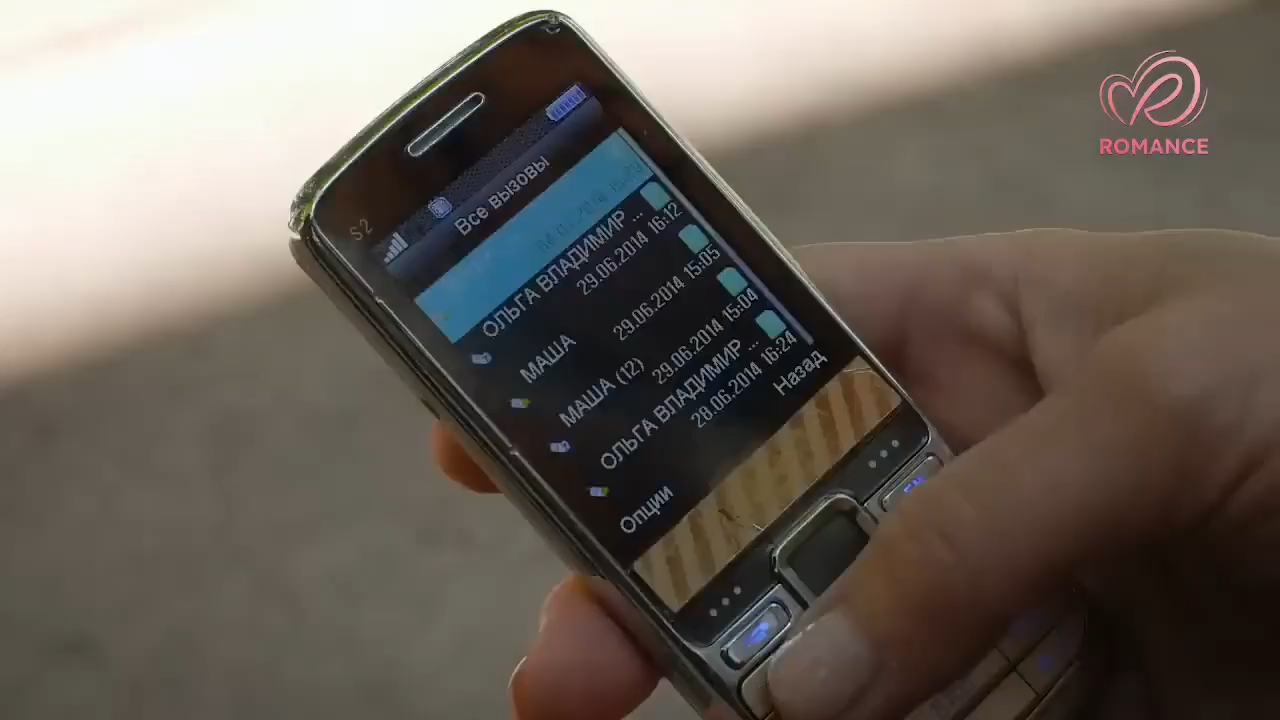 ROMANCE
S2
Все вызовы
ОЛЬГА ВЛАДИМИР ...
29.06.2014 16:12
МАША
29.06.2014 15:05
МАША (12)
29.06.2014 15:04
ОЛЬГА ВЛАДИМИР ...
28.06.2014 16:24
Опции
Назад